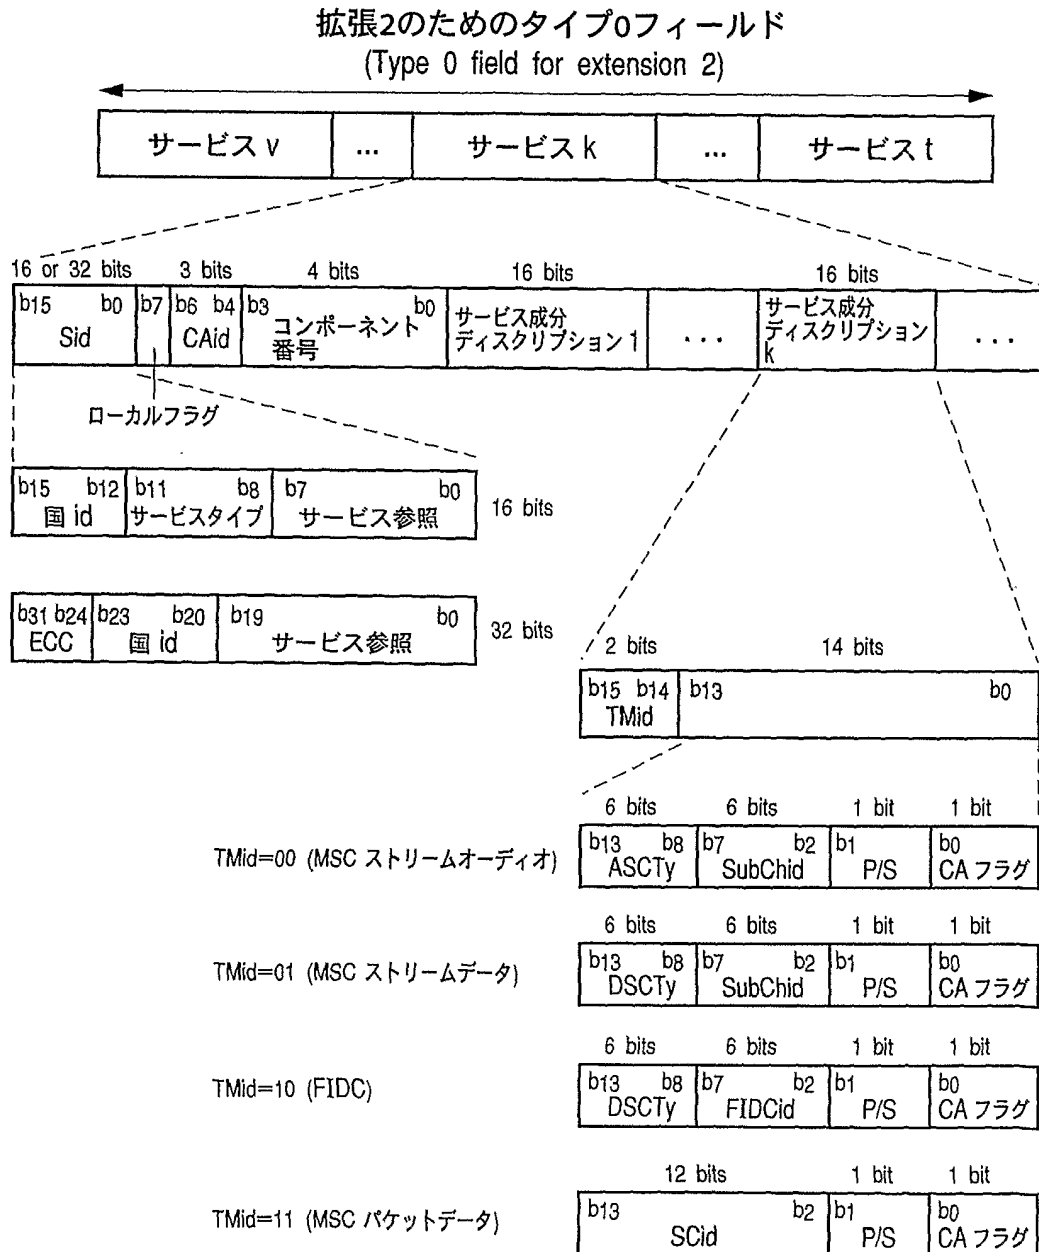 拡張2のためのタイプ0フィールド
(Type 0 field for extension 2)
サービス v ... サービス k ... サービス t
16 or 32 bits 3 bits 4 bits 16 bits 16 bits
b15 b0 b7 b6 b4 b3 b0
Sid CAid コンポーネント番号 サービス成分ディスクリプション 1 ... サービス成分ディスクリプション k ...
ローカルフラグ
b15 b12 b11 b8 b7 b0
国 id サービスタイプ サービス参照 16 bits
b31 b24 b23 b20 b19 b0
ECC 国 id サービス参照 32 bits
2 bits 14 bits
b15 b14 b13 b0
TMid
6 bits 6 bits 1 bit 1 bit
b13 b8 b7 b2 b1 b0
TMid=00 (MSC ストリームオーディオ) ASCTy SubChid P/S CA フラグ
6 bits 6 bits 1 bit 1 bit
b13 b8 b7 b2 b1 b0
TMid=01 (MSC ストリームデータ) DSCTy SubChid P/S CA フラグ
6 bits 6 bits 1 bit 1 bit
b13 b8 b7 b2 b1 b0
TMid=10 (FIDC) DSCTy FIDCid P/S CA フラグ
12 bits 1 bit 1 bit
b13 b2 b1 b0
TMid=11 (MSC パケットデータ) SCid P/S CA フラグ